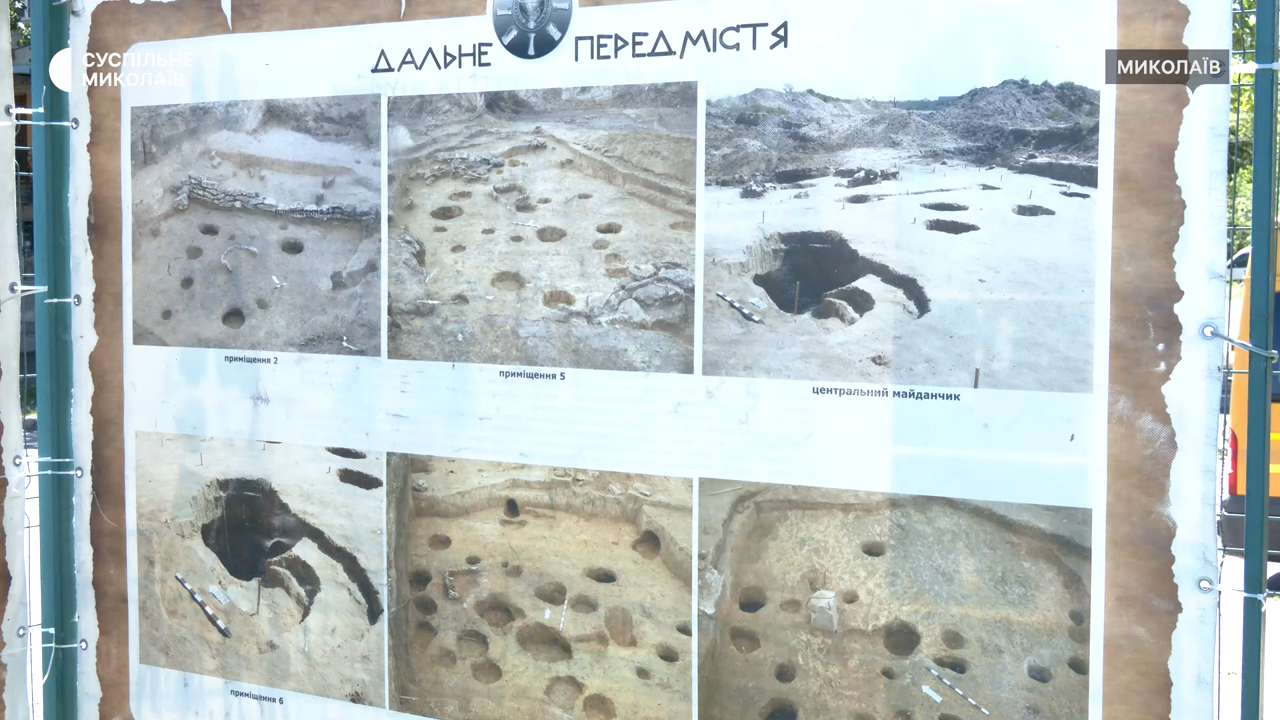 СУСПІЛЬНЕ
МИКОЛАЇВ
ДАЛЬНЕ ПЕРЕДМІСТЯ
МИКОЛАЇВ
приміщення 2
приміщення 5
центральний майданчик
приміщення 6